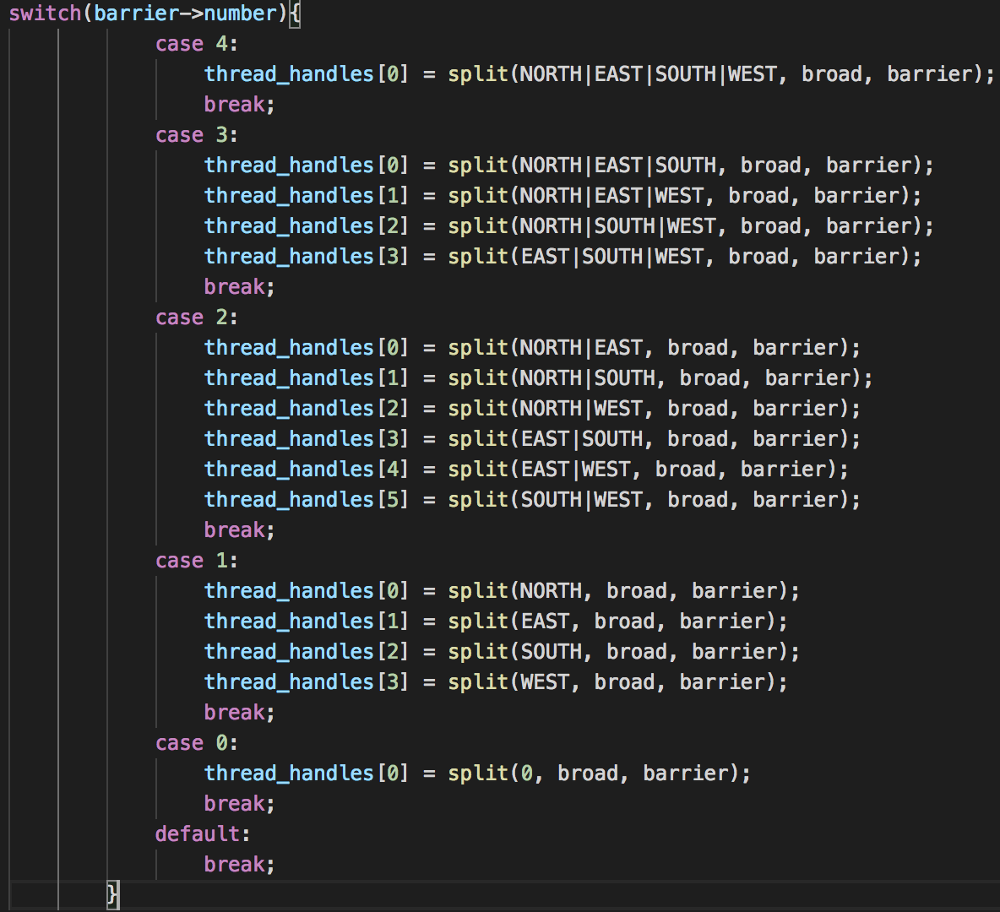 switch(barrier->number){
case 4:
thread_handles[0] = split(NORTH|EAST|SOUTH|WEST, broad, barrier);
break;
case 3:
thread_handles[0] = split(NORTH|EAST|SOUTH, broad, barrier);
thread_handles[1] = split(NORTH|EAST|WEST, broad, barrier);
thread_handles[2] = split(NORTH|SOUTH|WEST, broad, barrier);
thread_handles[3] = split(EAST|SOUTH|WEST, broad, barrier);
break;
case 2:
thread_handles[0] = split(NORTH|EAST, broad, barrier);
thread_handles[1] = split(NORTH|SOUTH, broad, barrier);
thread_handles[2] = split(NORTH|WEST, broad, barrier);
thread_handles[3] = split(EAST|SOUTH, broad, barrier);
thread_handles[4] = split(EAST|WEST, broad, barrier);
thread_handles[5] = split(SOUTH|WEST, broad, barrier);
break;
case 1:
thread_handles[0] = split(NORTH, broad, barrier);
thread_handles[1] = split(EAST, broad, barrier);
thread_handles[2] = split(SOUTH, broad, barrier);
thread_handles[3] = split(WEST, broad, barrier);
break;
case 0:
thread_handles[0] = split(0, broad, barrier);
break;
default:
break;
}